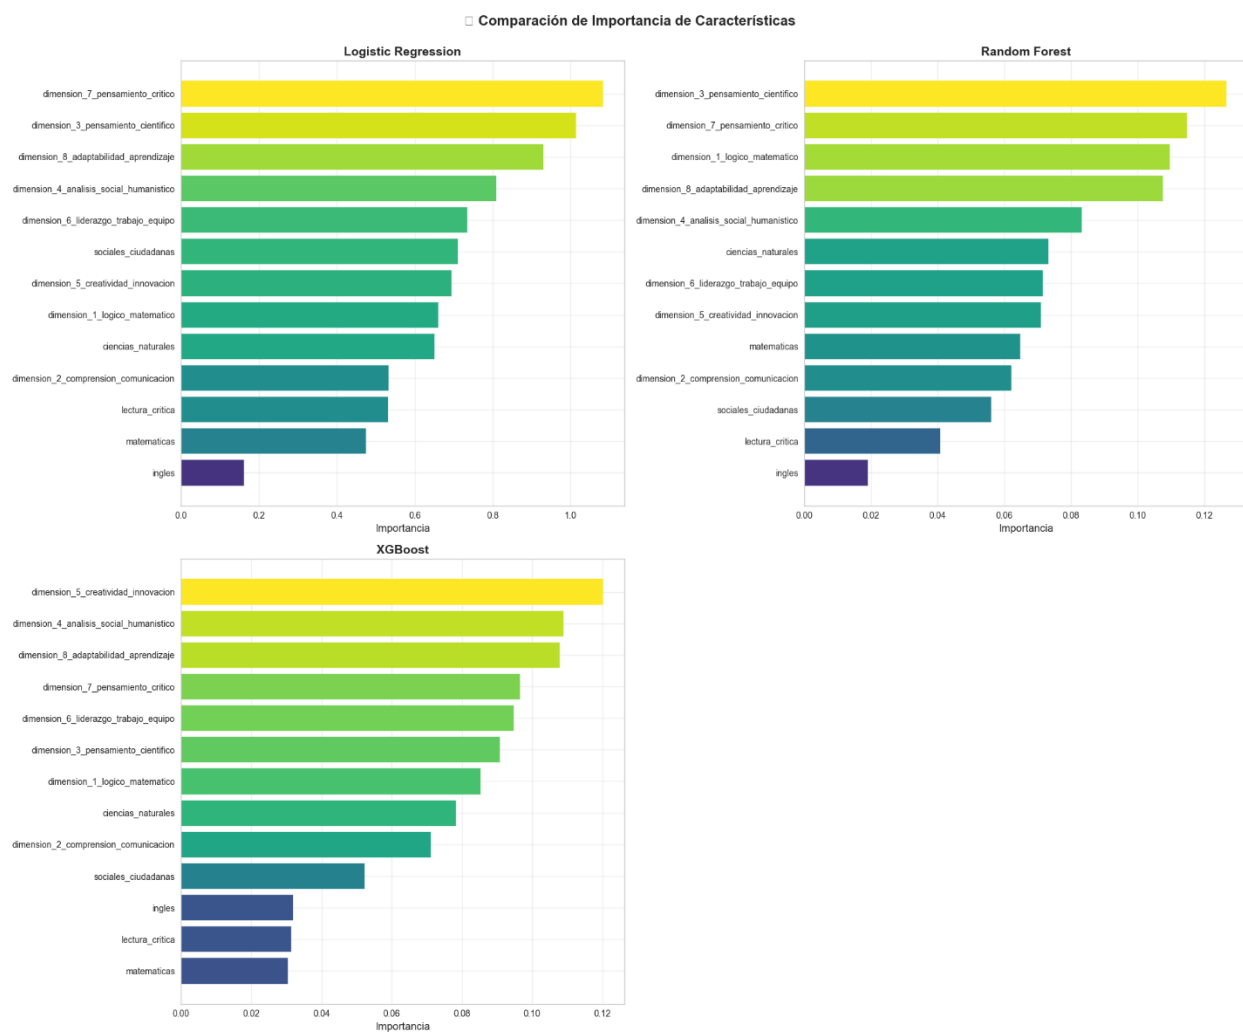 ▯ Comparación de Importancia de Características
Logistic Regression
dimension_7_pensamiento_critico
dimension_3_pensamiento_cientifico
dimension_8_adaptabilidad_aprendizaje
dimension_4_analisis_social_humanistico
dimension_6_liderazgo_trabajo_equipo
sociales_ciudadanas
dimension_5_creatividad_innovacion
dimension_1_logico_matematico
ciencias_naturales
dimension_2_comprension_comunicacion
lectura_critica
matematicas
ingles
0.0 0.2 0.4 0.6 0.8 1.0
Importancia
Random Forest
dimension_3_pensamiento_cientifico
dimension_7_pensamiento_critico
dimension_1_logico_matematico
dimension_8_adaptabilidad_aprendizaje
dimension_4_analisis_social_humanistico
ciencias_naturales
dimension_6_liderazgo_trabajo_equipo
dimension_5_creatividad_innovacion
matematicas
dimension_2_comprension_comunicacion
sociales_ciudadanas
lectura_critica
ingles
0.00 0.02 0.04 0.06 0.08 0.10 0.12
Importancia
XGBoost
dimension_5_creatividad_innovacion
dimension_4_analisis_social_humanistico
dimension_8_adaptabilidad_aprendizaje
dimension_7_pensamiento_critico
dimension_6_liderazgo_trabajo_equipo
dimension_3_pensamiento_cientifico
dimension_1_logico_matematico
ciencias_naturales
dimension_2_comprension_comunicacion
sociales_ciudadanas
ingles
lectura_critica
matematicas
0.00 0.02 0.04 0.06 0.08 0.10 0.12
Importancia